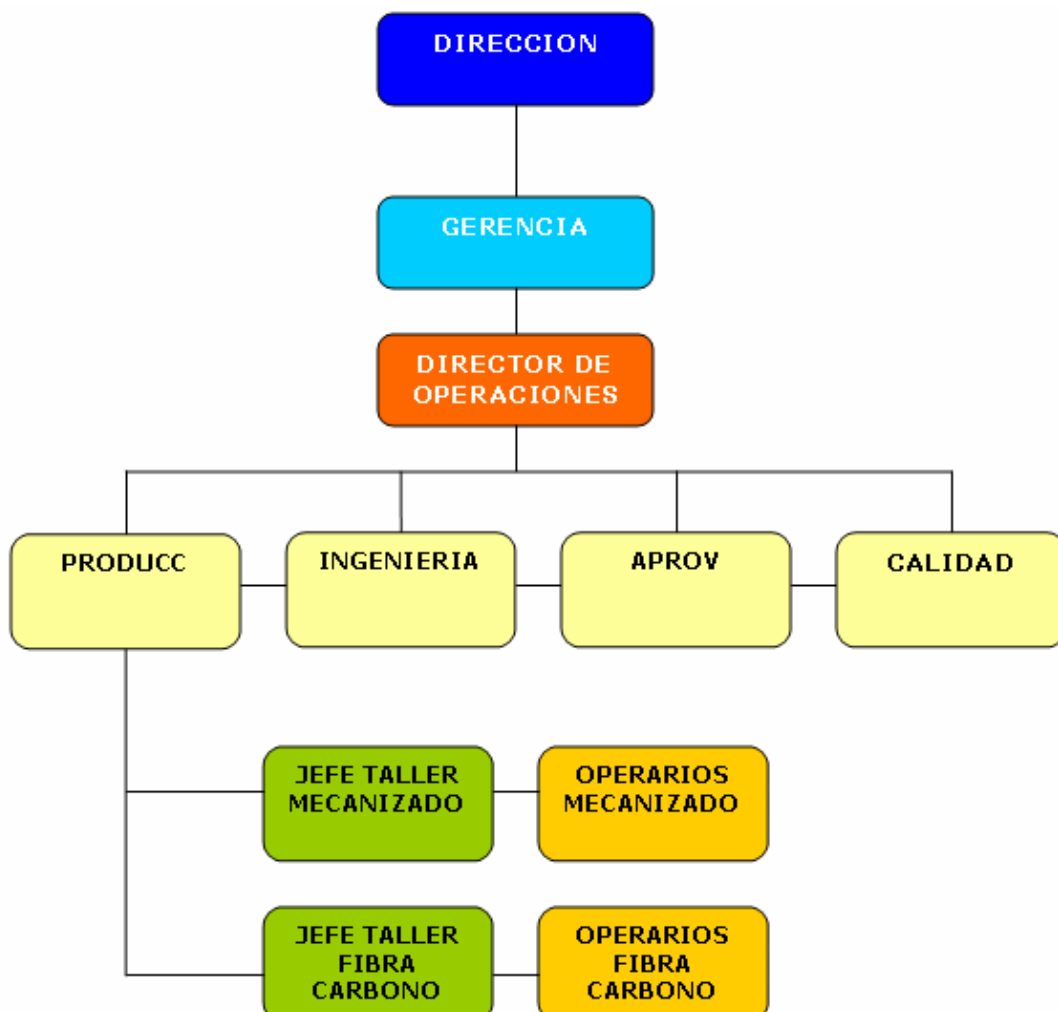 DIRECCION
GERENCIA
DIRECTOR DE
OPERACIONES
PRODUCC
INGENIERIA
APROV
CALIDAD
JEFE TALLER
MECANIZADO
OPERARIOS
MECANIZADO
JEFE TALLER
FIBRA
CARBONO
OPERARIOS
FIBRA
CARBONO